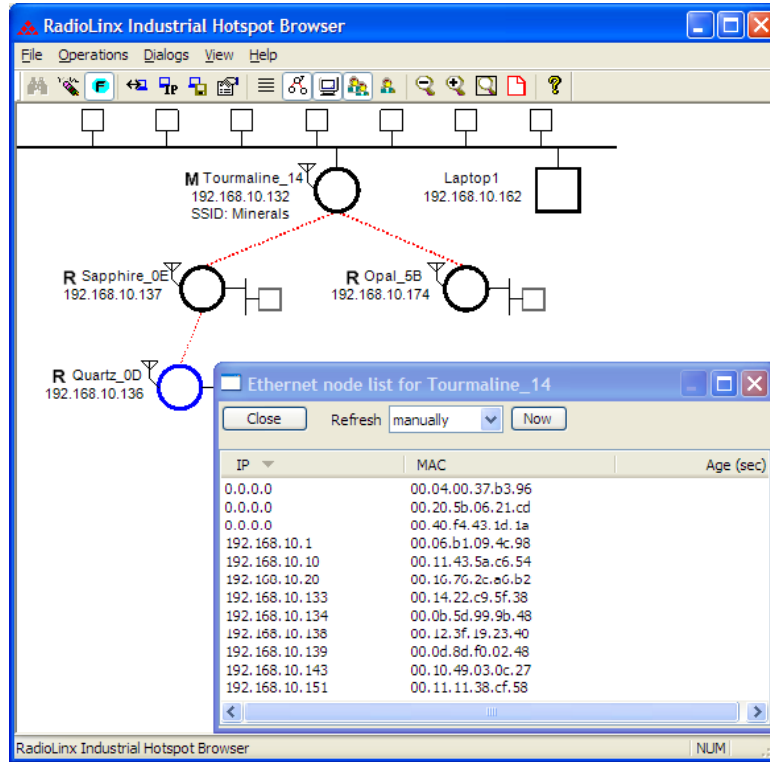 RadioLinx Industrial Hotspot Browser
File Operations Dialogs View Help
M Tourmaline_14
192.168.10.132
SSID: Minerals
Laptop1
192.168.10.162
R Sapphire_0E
192.168.10.137
R Opal_5B
192.168.10.174
R Quartz_0D
192.168.10.136
Ethernet node list for Tourmaline_14
Close Refresh manually Now
IP MAC Age (sec)
0.0.0.0 00.04.00.37.b3.96
0.0.0.0 00.20.5b.06.21.cd
0.0.0.0 00.40.f4.43.1d.1a
192.168.10.1 00.06.b1.09.4c.98
192.168.10.10 00.11.43.5a.c6.54
192.168.10.20 00.16.76.2c.a6.b2
192.168.10.133 00.14.22.c9.5f.38
192.168.10.134 00.0b.5d.99.9b.48
192.168.10.138 00.12.3f.19.23.40
192.168.10.139 00.0d.8d.f0.02.48
192.168.10.143 00.10.49.03.0c.27
192.168.10.151 00.11.11.38.cf.58
RadioLinx Industrial Hotspot Browser NUM